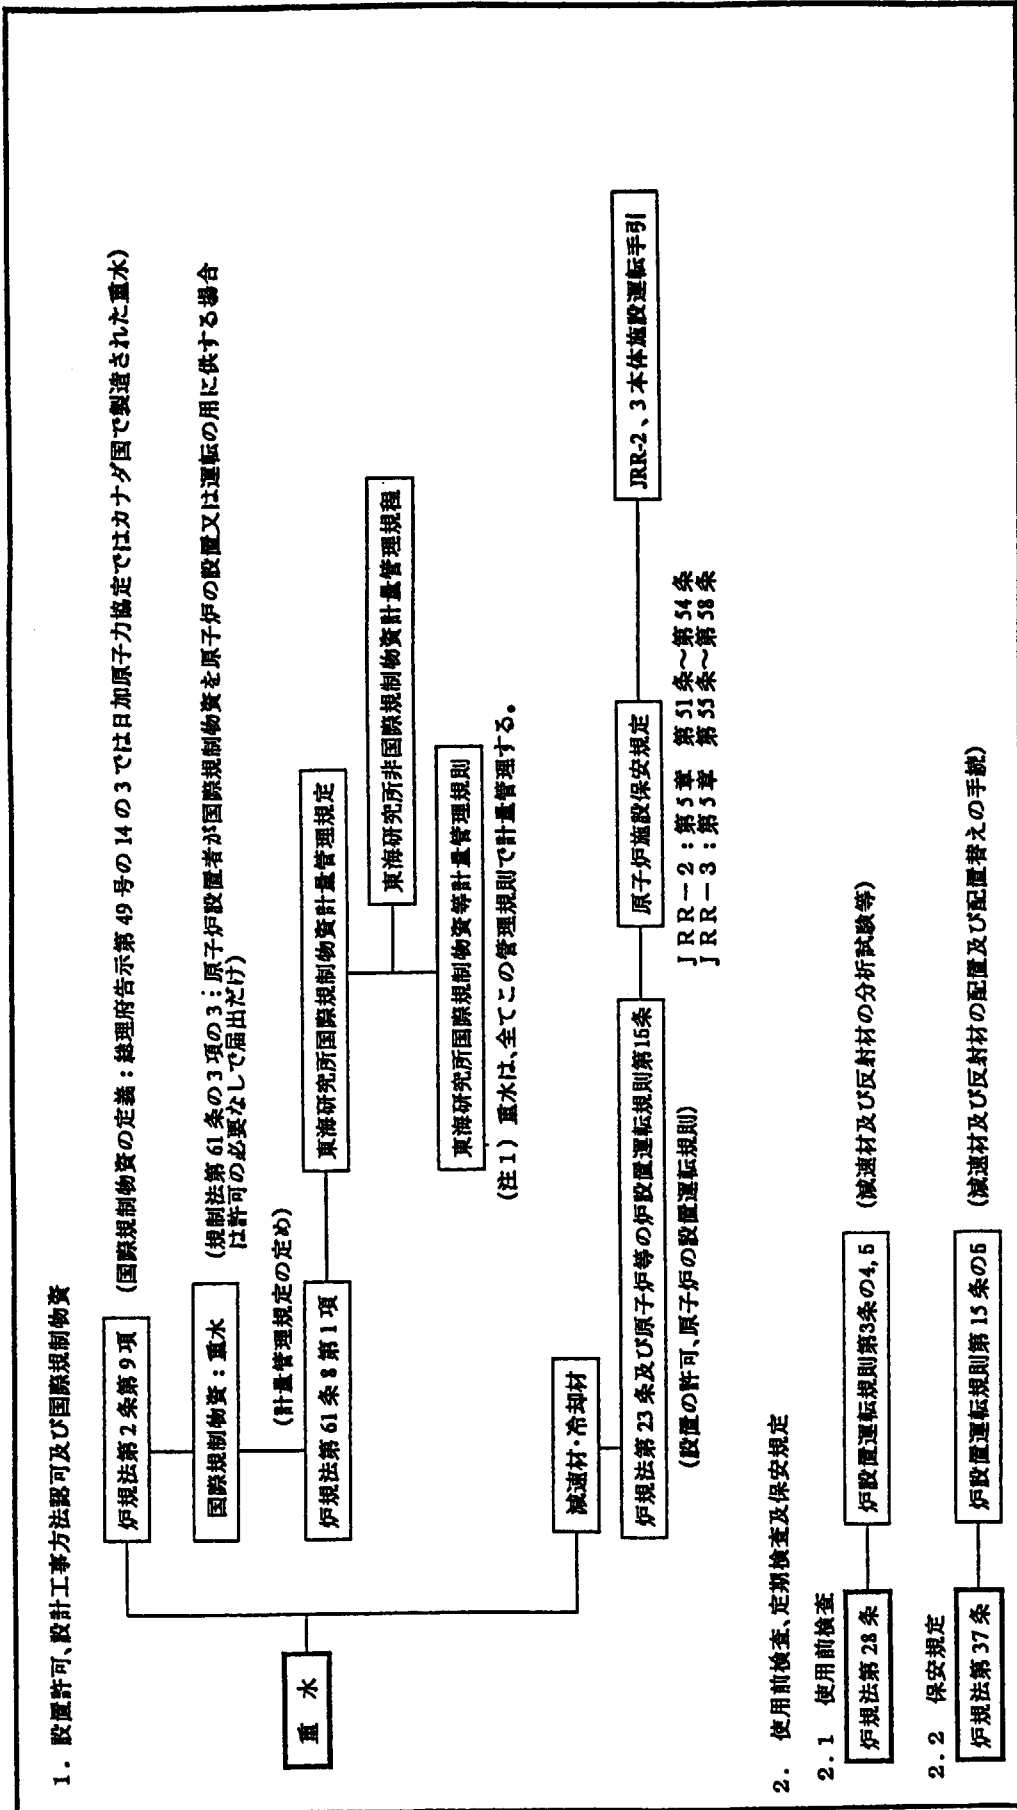 1. 設置許可、設計工事方法認可及び国際規制物資
炉規法第2条第9項
(国際規制物資の定義:総理府告示第49号の14の3では日加原子力協定ではカナダ国で製造された重水)
国際規制物資:重水
(規制法第61条の3項の3:原子炉設置者が国際規制物資を原子炉の設置又は運転の用に供する場合
は許可の必要なしで届出だけ)
(計量管理規定の定め)
炉規法第61条8第1項
東海研究所国際規制物資計量管理規定
東海研究所非国際規制物資計量管理規程
東海研究所国際規制物資等計量管理規則
(注1) 重水は、全てこの管理規則で計量管理する。
重 水
減速材・冷却材
炉規法第23条及び原子炉等の炉設置運転規則第15条
(設置の許可、原子炉の設置運転規則)
原子炉施設保安規定
JRR-2、3本体施設運転手引
JRR-2:第5章 第51条~第54条
JRR-3:第5章 第55条~第58条
2. 使用前検査、定期検査及保安規定
2.1 使用前検査
炉規法第28条
炉設置運転規則第3条の4,5
(減速材及び反射材の分析試験等)
2.2 保安規定
炉規法第37条
炉設置運転規則第15条の5
(減速材及び反射材の配置及び配置替えの手続)